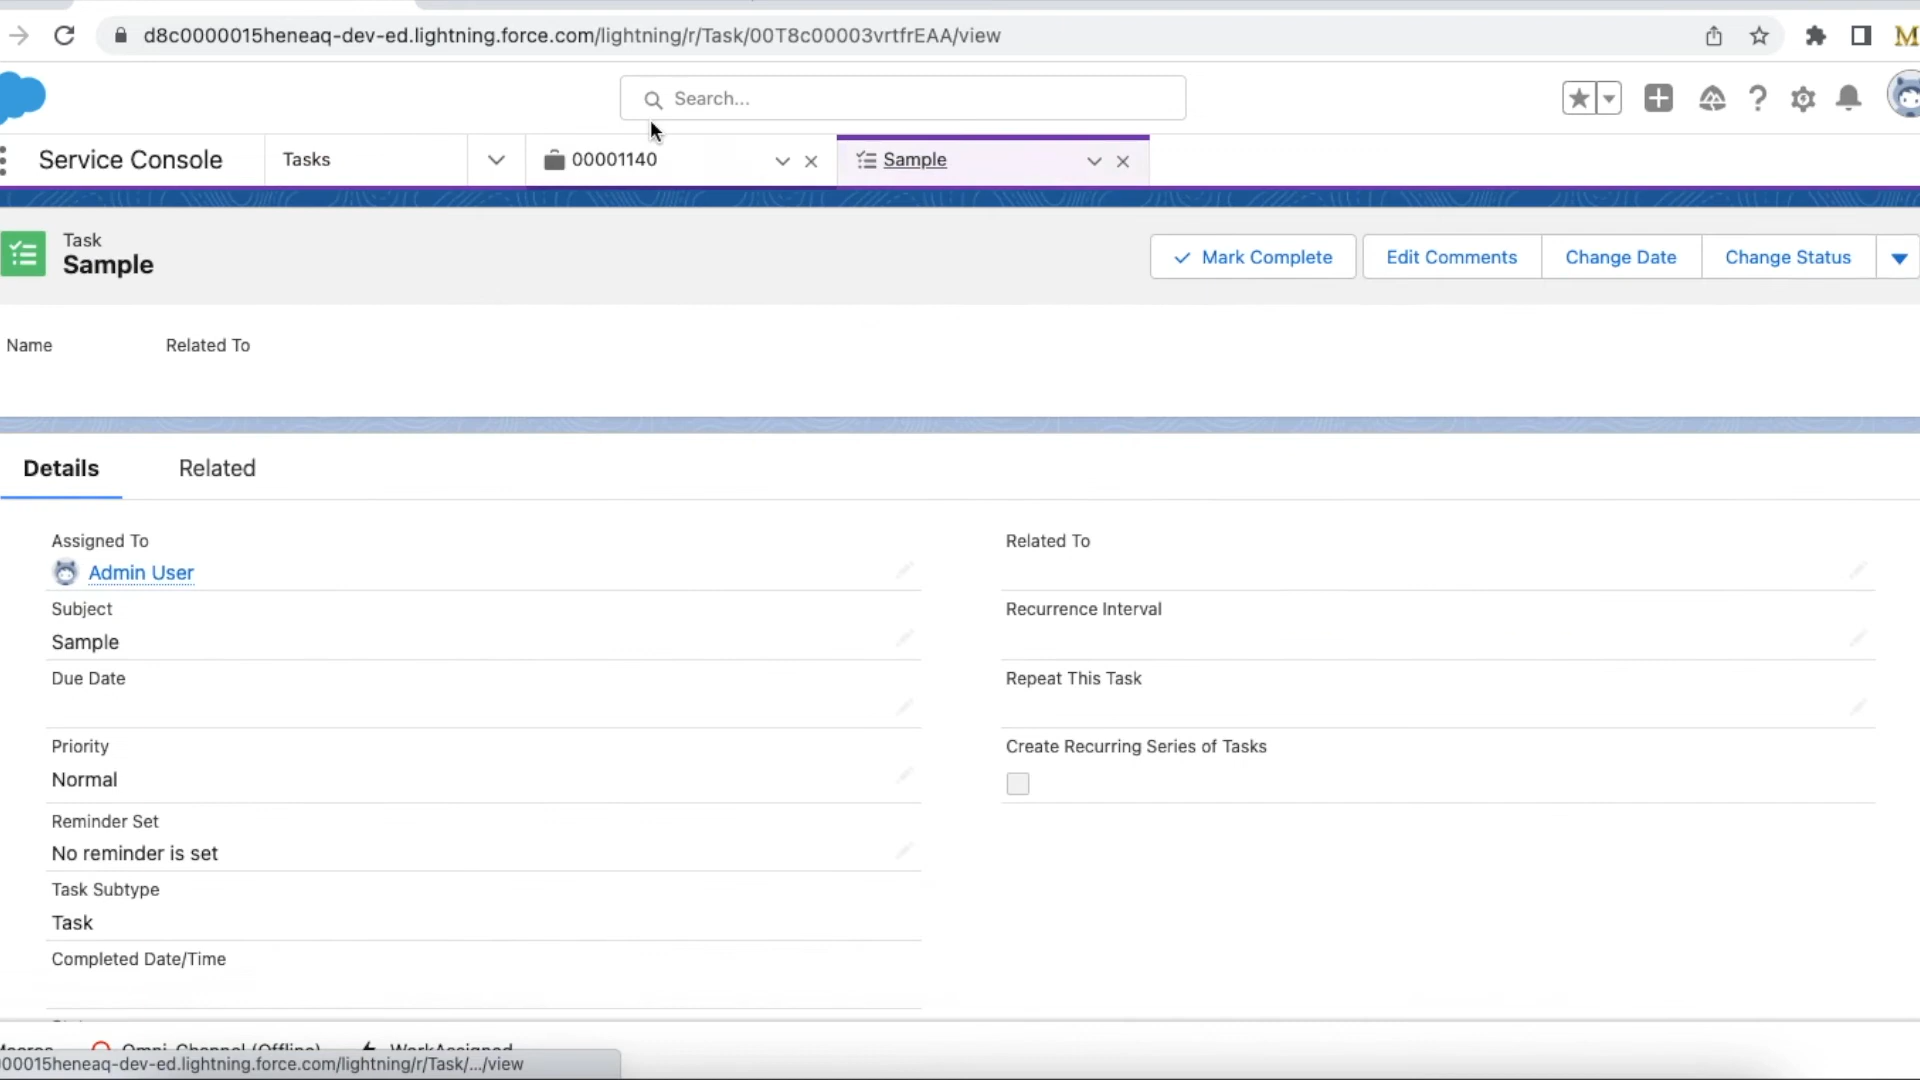 d8c0000015heneaq-dev-ed.lightning.force.com/lightning/r/Task/00T8c00003vrtfrEAA/view
M
Search...
Service Console
Tasks
00001140
Sample
Task
Sample
Mark Complete
Edit Comments
Change Date
Change Status
Name
Related To
Details
Related
Assigned To
Admin User
Related To
Subject
Sample
Recurrence Interval
Due Date
Repeat This Task
Priority
Normal
Create Recurring Series of Tasks
Reminder Set
No reminder is set
Task Subtype
Task
Completed Date/Time
Omni-Channel (Offline)
WorkAssigned
000015heneaq-dev-ed.lightning.force.com/lightning/r/Task/.../view